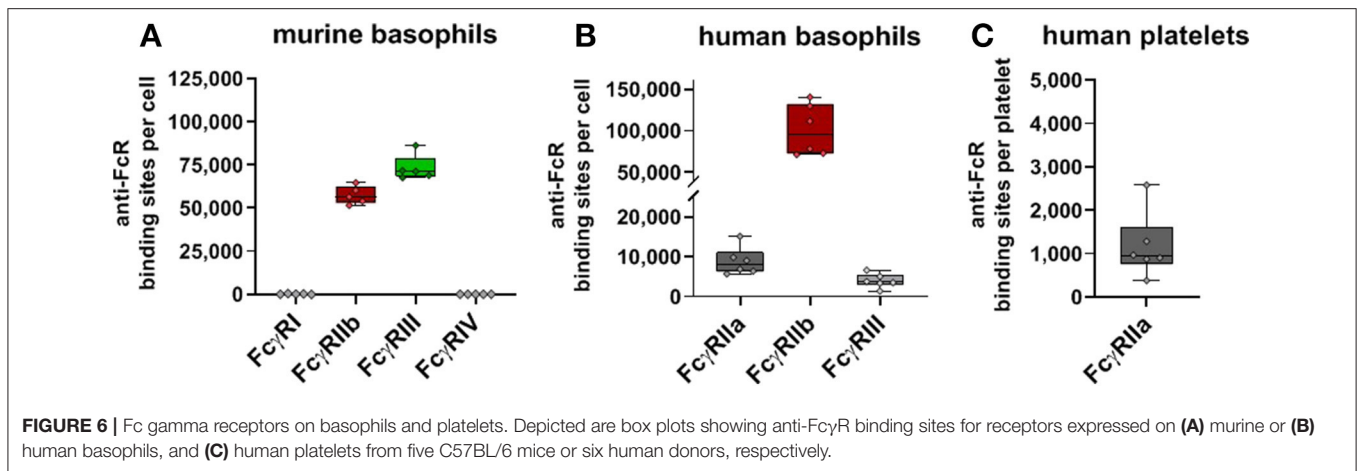 A murine basophils
anti-FcR
binding sites per cell
125,000
100,000
75,000
50,000
25,000
0
FcγRI
FcγRIIb
FcγRIII
FcγRIV
B human basophils
anti-FcR
binding sites per cell
150,000
100,000
50,000
20,000
10,000
0
FcγRIIa
FcγRIIb
FcγRIII
C human platelets
anti-FcR
binding sites per platelet
5,000
4,000
3,000
2,000
1,000
0
FcγRIIa
FIGURE 6 | Fc gamma receptors on basophils and platelets. Depicted are box plots showing anti-FcγR binding sites for receptors expressed on (A) murine or (B)
human basophils, and (C) human platelets from five C57BL/6 mice or six human donors, respectively.